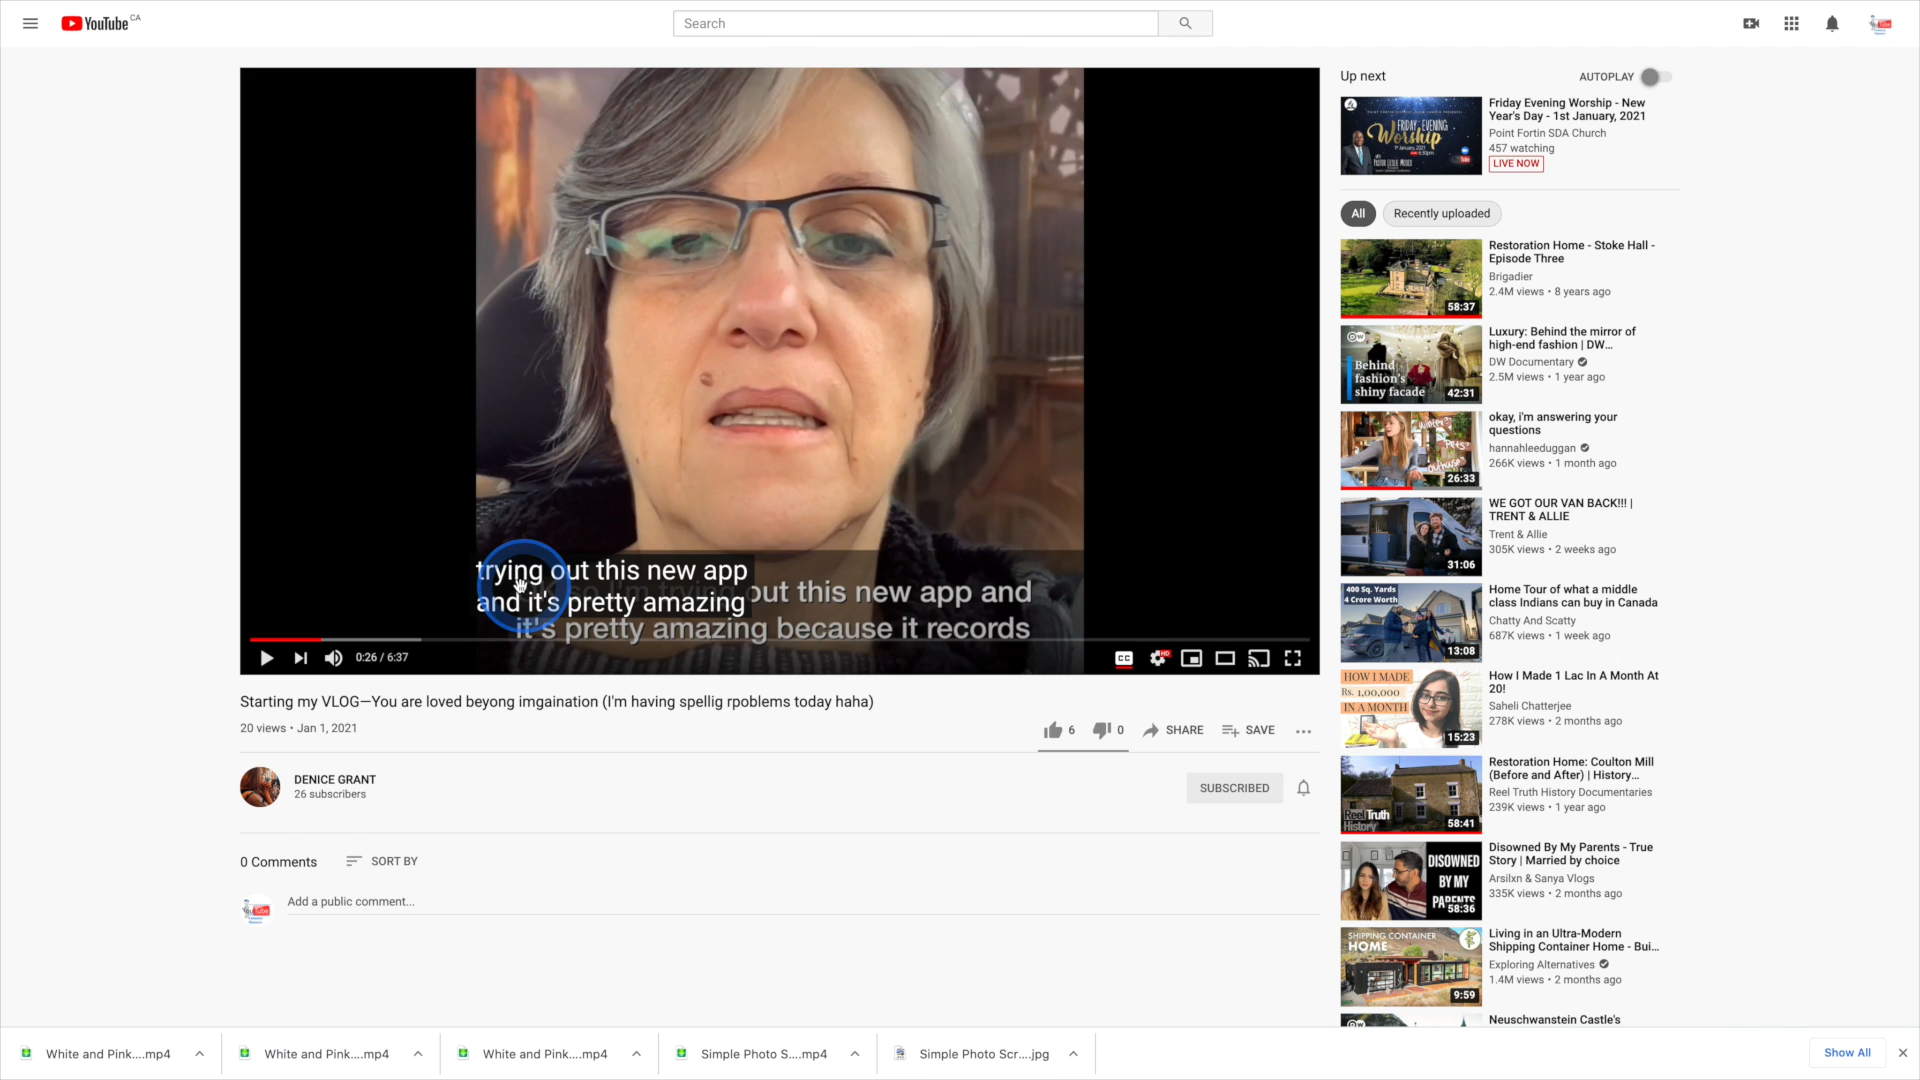 YouTube CA
Search
trying out this new app
and it's pretty amazing
out this new app and
it's pretty amazing because it records
0:26 / 6:37
CC
HD
Starting my VLOG—You are loved beyong imgaination (I'm having spellig rpoblems today haha)
20 views • Jan 1, 2021
6
0
SHARE
SAVE
DENICE GRANT
26 subscribers
SUBSCRIBED
0 Comments
SORT BY
Add a public comment...
Up next
AUTOPLAY
FRIDAY EVENING
Worship
Friday Evening Worship - New
Year's Day - 1st January, 2021
Point Fortin SDA Church
457 watching
LIVE NOW
All
Recently uploaded
58:37
Restoration Home - Stoke Hall -
Episode Three
Brigadier
2.4M views • 8 years ago
Behind
fashion's
shiny facade
42:31
Luxury: Behind the mirror of
high-end fashion | DW...
DW Documentary
2.5M views • 1 year ago
26:33
okay, i'm answering your
questions
hannahleeduggan
266K views • 1 month ago
31:06
WE GOT OUR VAN BACK!!! |
TRENT & ALLIE
Trent & Allie
305K views • 2 weeks ago
400 Sq. Yards
4 Crore Worth
13:08
Home Tour of what a middle
class Indians can buy in Canada
Chatty And Scatty
687K views • 1 week ago
HOW I MADE
Rs. 1,00,000
IN A MONTH
15:23
How I Made 1 Lac In A Month At
20!
Saheli Chatterjee
278K views • 2 months ago
Reel Truth
History
58:41
Restoration Home: Coulton Mill
(Before and After) | History...
Reel Truth History Documentaries
239K views • 1 year ago
DISOWNED
BY MY
PARENTS
58:36
Disowned By My Parents - True
Story | Married by choice
Arsilxn & Sanya Vlogs
335K views • 2 months ago
SHIPPING CONTAINER
HOME
9:59
Living in an Ultra-Modern
Shipping Container Home - Bui...
Exploring Alternatives
1.4M views • 2 months ago
Neuschwanstein Castle's
White and Pink....mp4
White and Pink....mp4
White and Pink....mp4
Simple Photo S....mp4
Simple Photo Scr....jpg
Show All